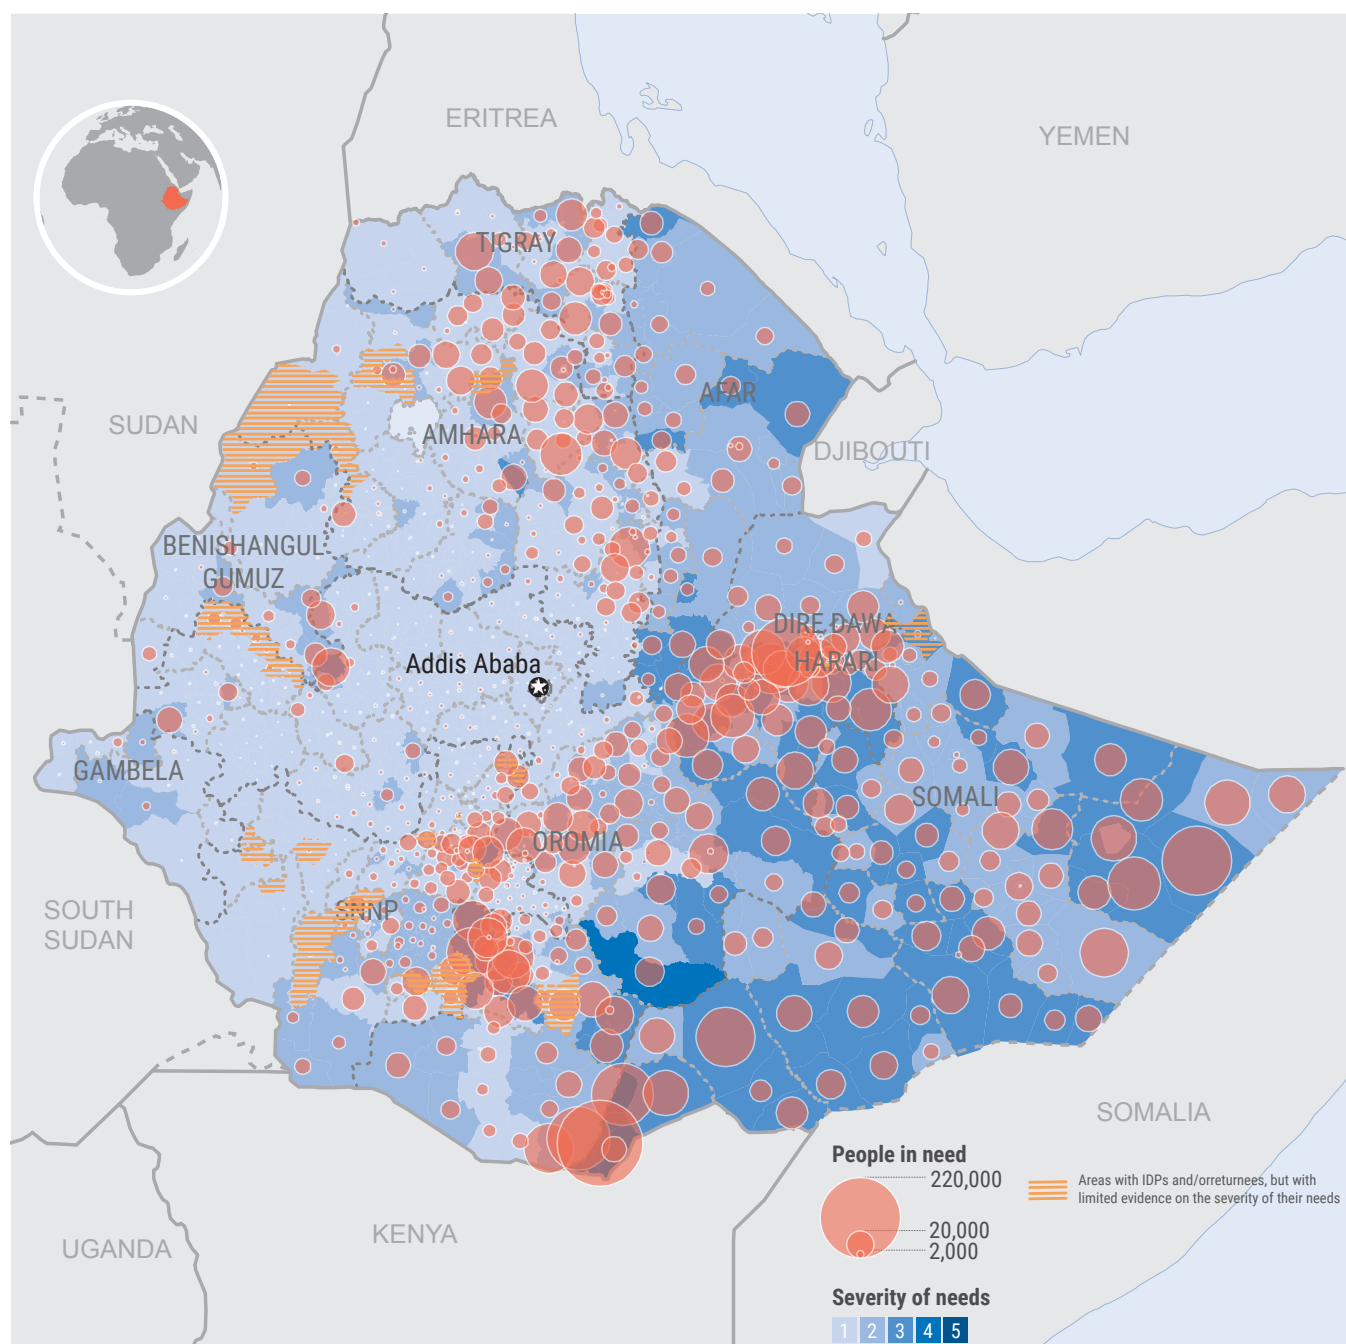 ERITREA
YEMEN
TIGRAY
AFAR
SUDAN
AMHARA
DJIBOUTI
BENISHANGUL
GUMUZ
DIRE DAWA
HARARI
Addis Ababa
GAMBELA
SOMALI
OROMIA
SNNP
SOUTH
SUDAN
SOMALIA
KENYA
UGANDA
People in need
220,000
20,000
2,000
Areas with IDPs and/orreturnees, but with
limited evidence on the severity of their needs
Severity of needs
1 2 3 4 5